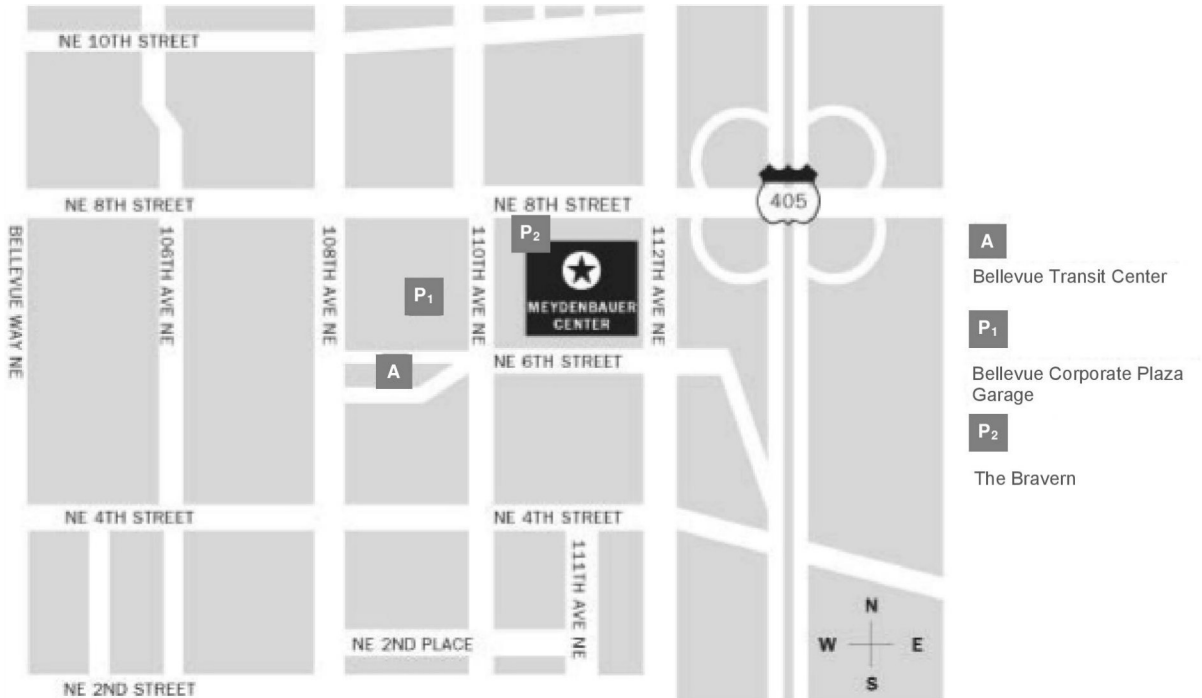 NE 10TH STREET
NE 8TH STREET
NE 8TH STREET
405
BELLEVUE WAY NE
106TH AVE NE
108TH AVE NE
110TH AVE NE
112TH AVE NE
P2
MEYDENBAUER
CENTER
P1
A
NE 6TH STREET
NE 4TH STREET
NE 4TH STREET
111TH AVE NE
NE 2ND PLACE
NE 2ND STREET
N
W E
S
A
Bellevue Transit Center
P1
Bellevue Corporate Plaza
Garage
P2
The Bravern